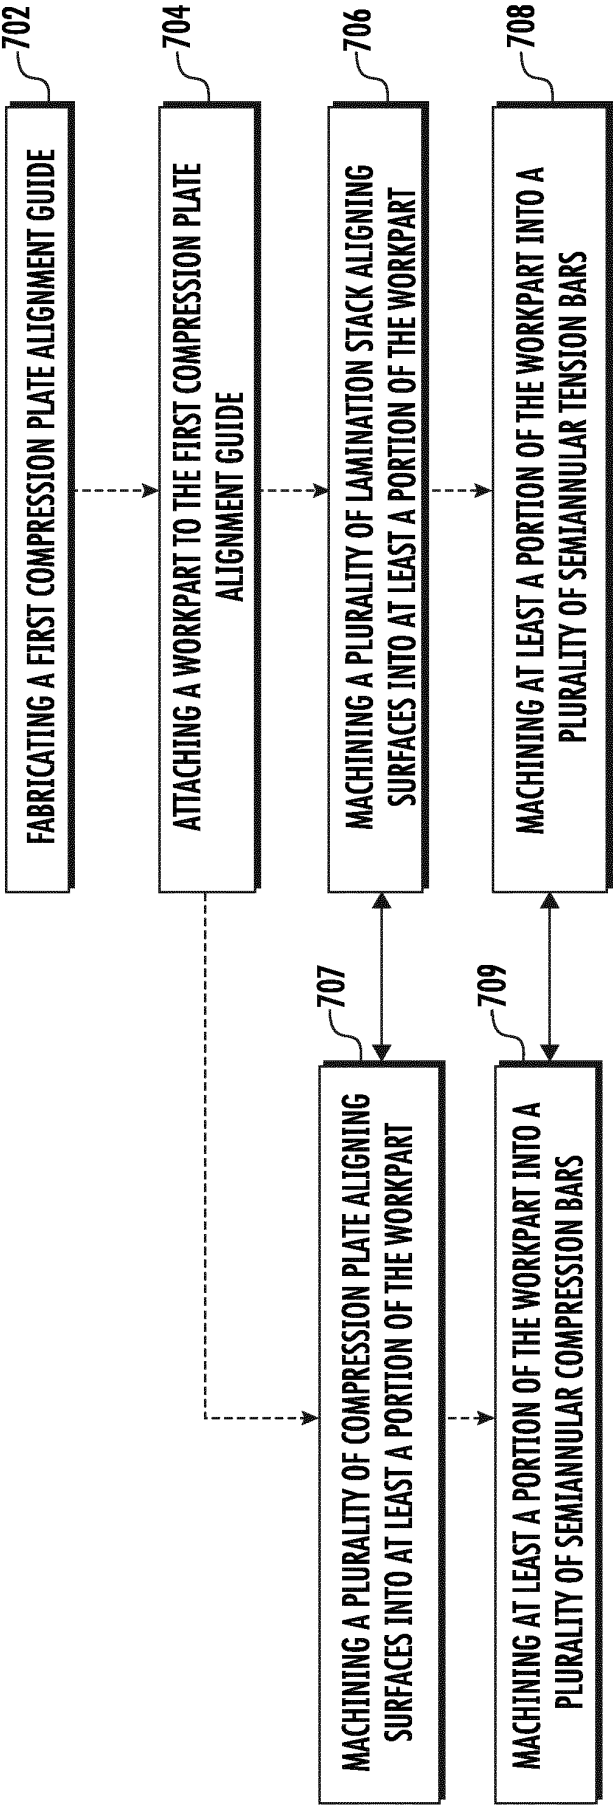 702
FABRICATING A FIRST COMPRESSION PLATE ALIGNMENT GUIDE
704
ATTACHING A WORKPART TO THE FIRST COMPRESSION PLATE
ALIGNMENT GUIDE
706
MACHINING A PLURALITY OF LAMINATION STACK ALIGNING
SURFACES INTO AT LEAST A PORTION OF THE WORKPART
708
MACHINING AT LEAST A PORTION OF THE WORKPART INTO A
PLURALITY OF SEMIANNULAR TENSION BARS
707
MACHINING A PLURALITY OF COMPRESSION PLATE ALIGNING
SURFACES INTO AT LEAST A PORTION OF THE WORKPART
709
MACHINING AT LEAST A PORTION OF THE WORKPART INTO A
PLURALITY OF SEMIANNULAR COMPRESSION BARS